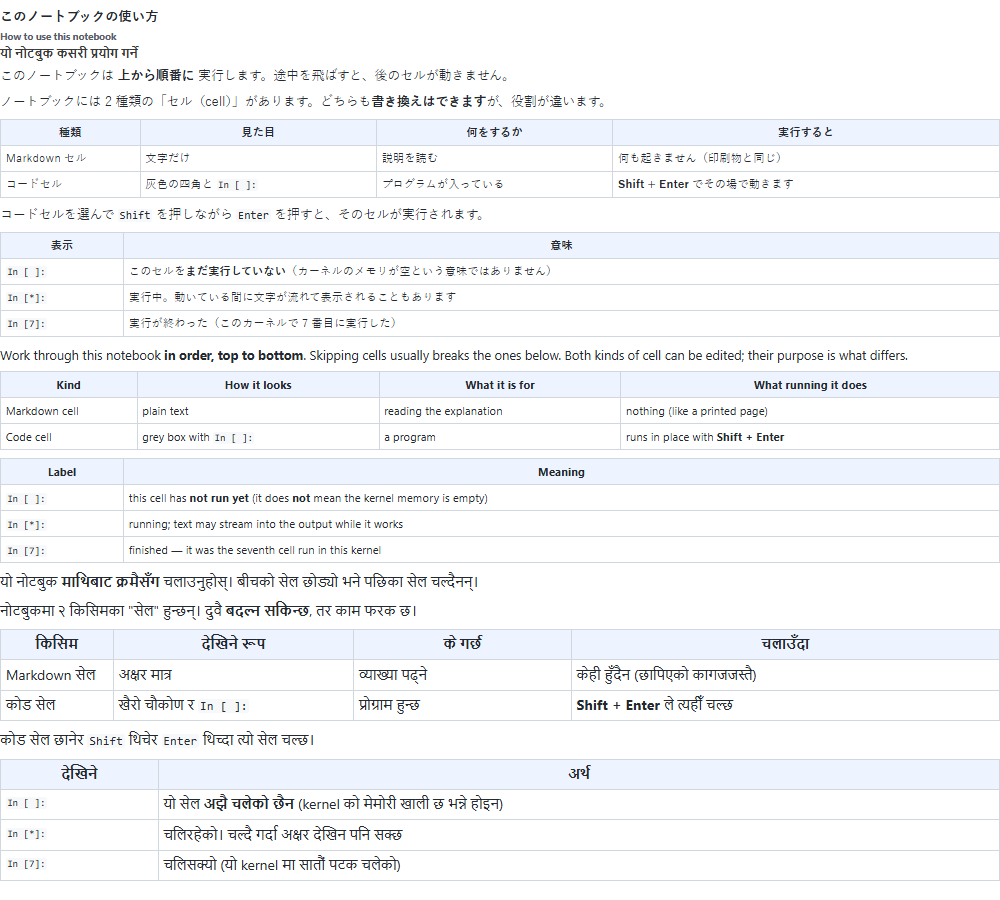 このノートブックの使い方
How to use this notebook
यो नोटबुक कसरी प्रयोग गर्ने
このノートブックは 上から順番に 実行します。途中を飛ばすと、後のセルが動きません。
ノートブックには 2 種類の「セル（cell）」があります。どちらも書き換えはできますが、役割が違います。
種類 見た目 何をするか 実行すると
Markdown セル 文字だけ 説明を読む 何も起きません（印刷物と同じ）
コードセル 灰色の四角と In [ ]: プログラムが入っている Shift + Enter でその場で動きます
コードセルを選んで Shift を押しながら Enter を押すと、そのセルが実行されます。
表示 意味
In [ ]: このセルをまだ実行していない（カーネルのメモリが空という意味ではありません）
In [*]: 実行中。動いている間に文字が流れて表示されることもあります
In [7]: 実行が終わった（このカーネルで 7 番目に実行した）
Work through this notebook in order, top to bottom. Skipping cells usually breaks the ones below. Both kinds of cell can be edited; their purpose is what differs.
Kind How it looks What it is for What running it does
Markdown cell plain text reading the explanation nothing (like a printed page)
Code cell grey box with In [ ]: a program runs in place with Shift + Enter
Label Meaning
In [ ]: this cell has not run yet (it does not mean the kernel memory is empty)
In [*]: running; text may stream into the output while it works
In [7]: finished — it was the seventh cell run in this kernel
यो नोटबुक माथिबाट क्रमैसँग चलाउनुहोस्। बीचको सेल छोड्यो भने पछिका सेल चल्दैनन्।
नोटबुकमा २ किसिमका "सेल" हुन्छन्। दुवै बदल्न सकिन्छ, तर काम फरक छ।
किसिम देखिने रूप के गर्छ चलाउँदा
Markdown सेल अक्षर मात्र व्याख्या पढ्ने केही हुँदैन (छापिएको कागजजस्तै)
कोड सेल खैरो चौकोण र In [ ]: प्रोग्राम हुन्छ Shift + Enter ले त्यहीँ चल्छ
कोड सेल छानेर Shift थिचेर Enter थिच्दा त्यो सेल चल्छ।
देखिने अर्थ
In [ ]: यो सेल अझै चलेको छैन (kernel को मेमोरी खाली छ भन्ने होइन)
In [*]: चलिरहेको। चल्दै गर्दा अक्षर देखिन पनि सक्छ
In [7]: चलिसक्यो (यो kernel मा सातौं पटक चलेको)